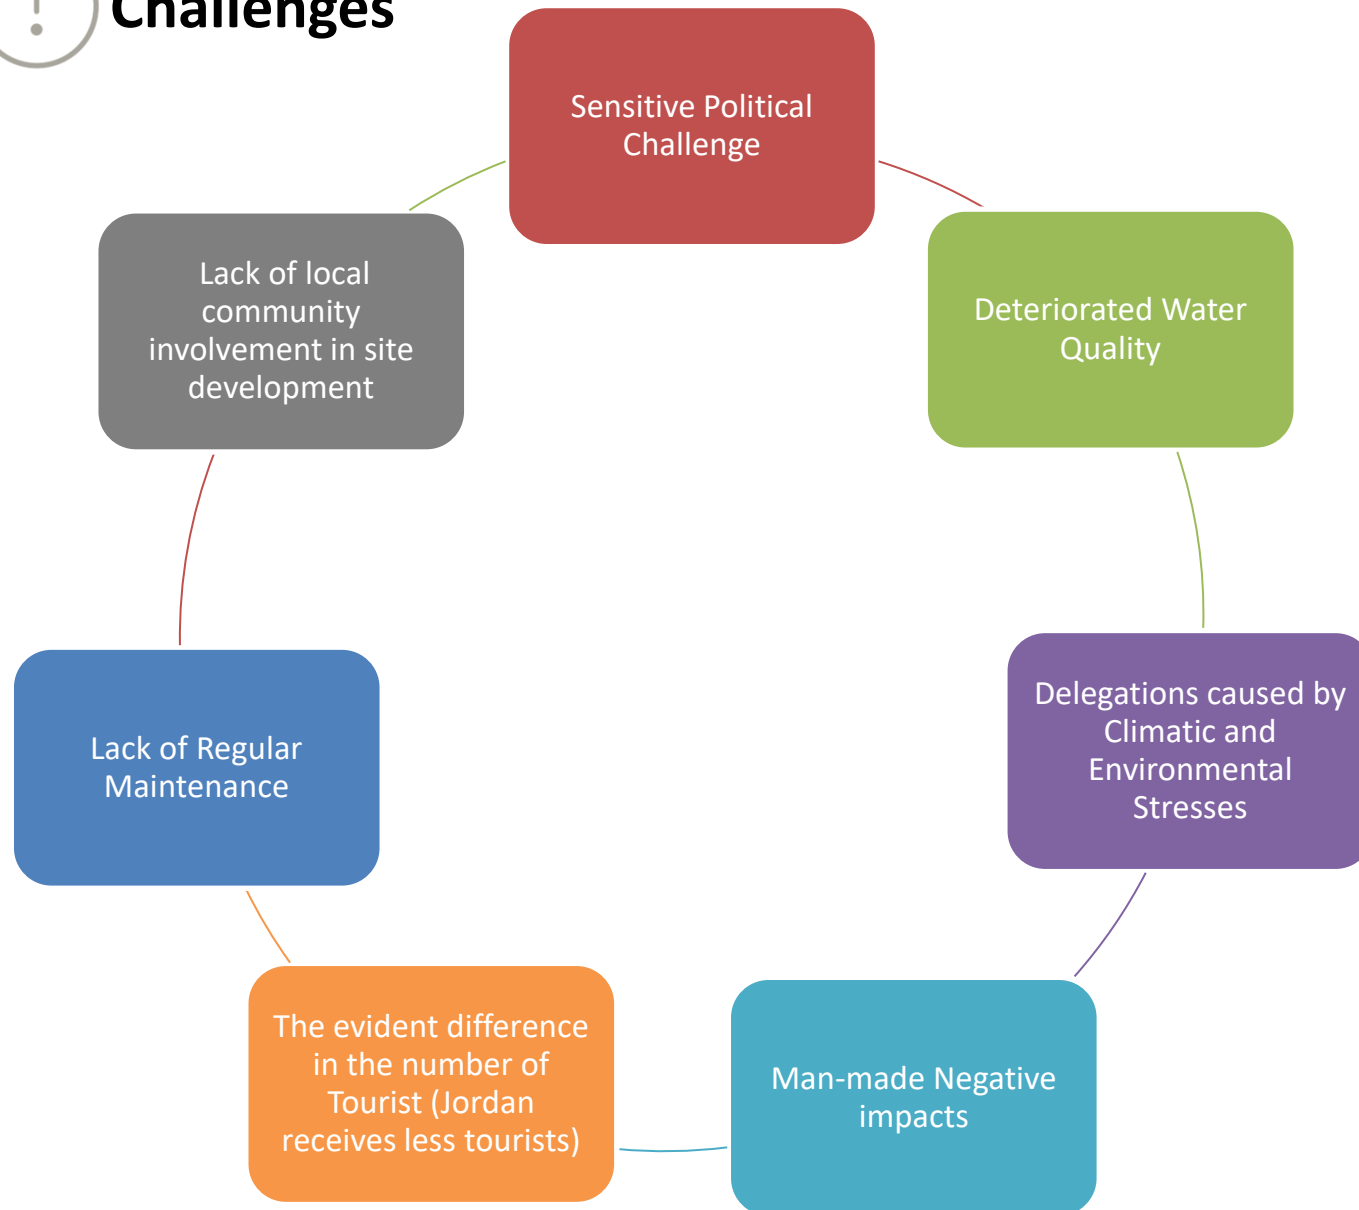 Challenges
Sensitive Political
Challenge
Deteriorated Water
Quality
Delegations caused by
Climatic and
Environmental
Stresses
Man-made Negative
impacts
The evident difference
in the number of
Tourist (Jordan
receives less tourists)
Lack of Regular
Maintenance
Lack of local
community
involvement in site
development